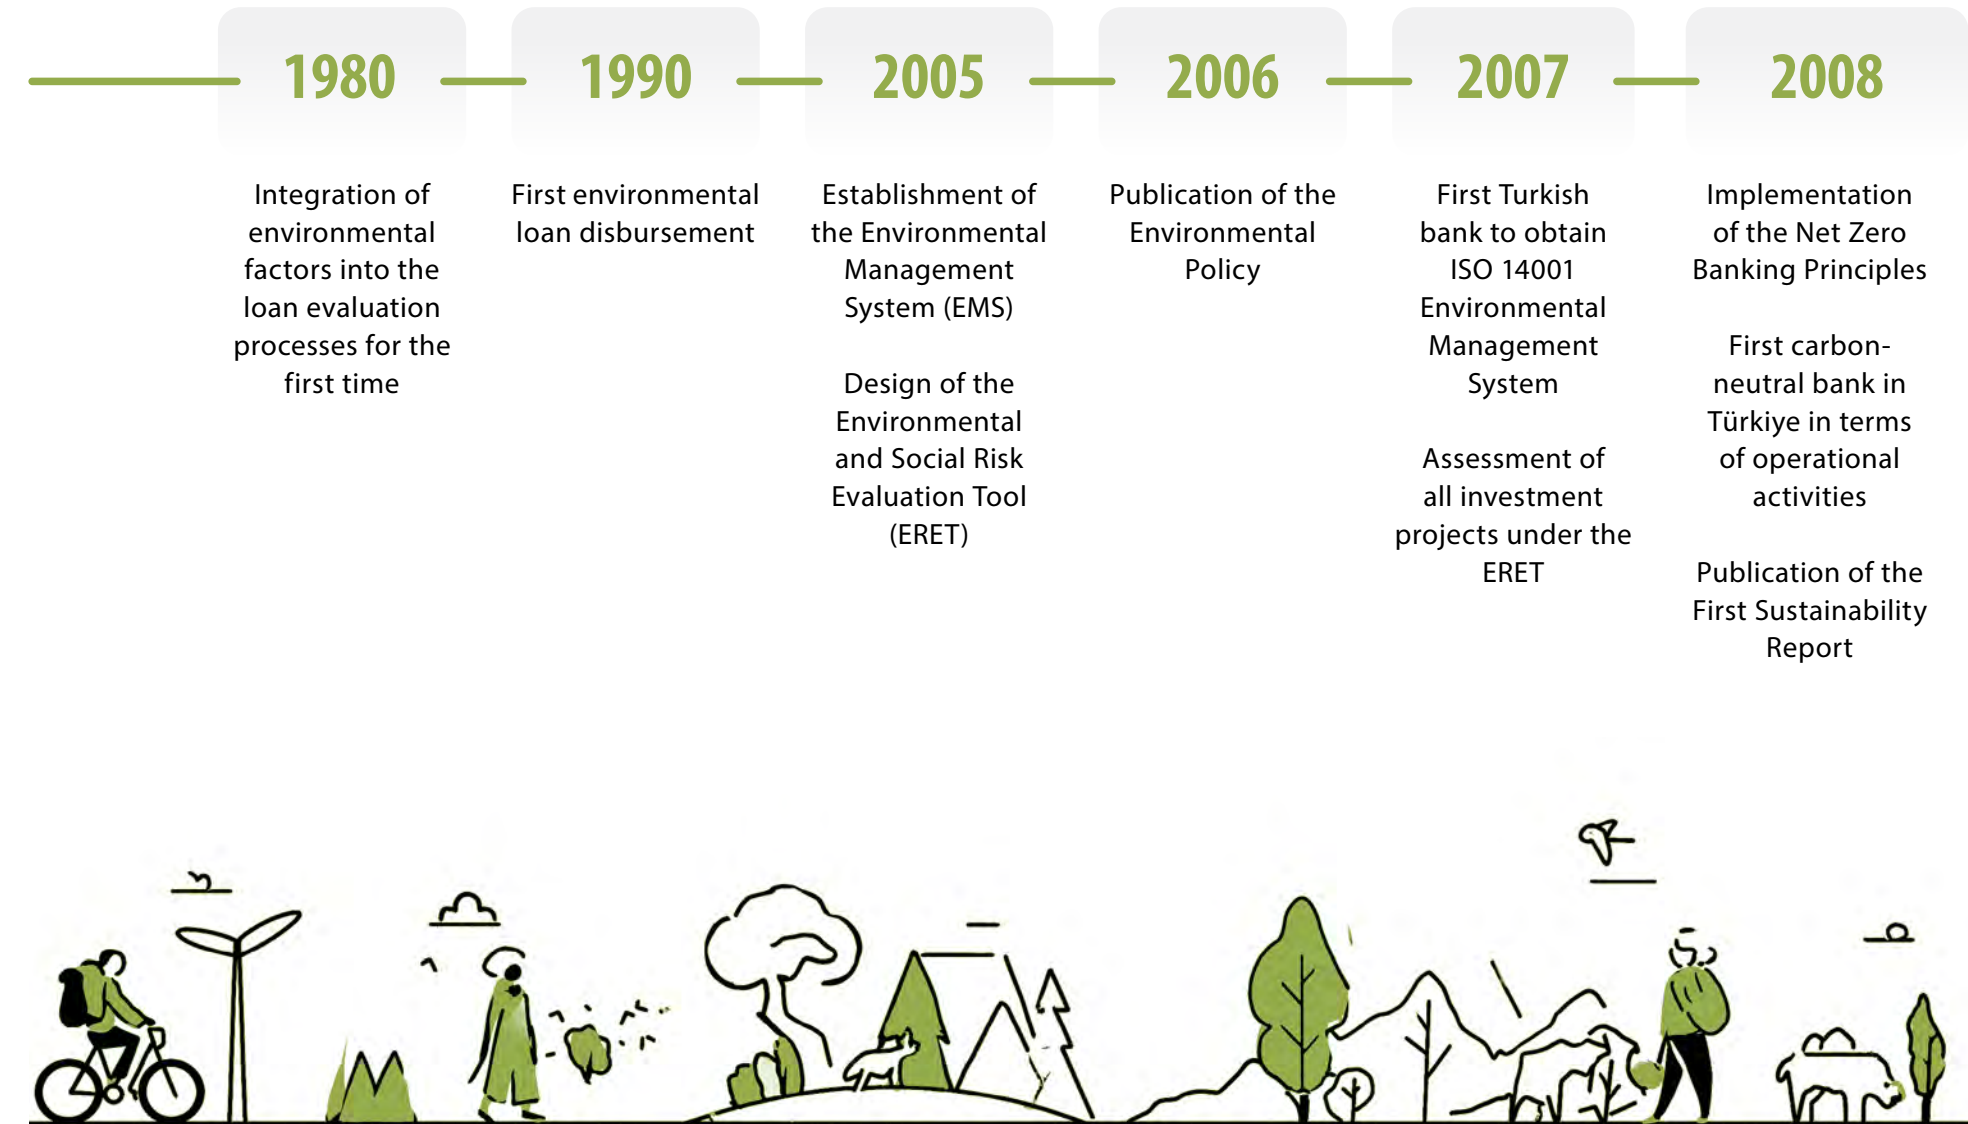 1980
Integration of
environmental
factors into the
loan evaluation
processes for the
first time
1990
First environmental
loan disbursement
2005
Establishment of
the Environmental
Management
System (EMS)
Design of the
Environmental
and Social Risk
Evaluation Tool
(ERET)
2006
Publication of the
Environmental
Policy
2007
First Turkish
bank to obtain
ISO 14001
Environmental
Management
System
Assessment of
all investment
projects under the
ERET
2008
Implementation
of the Net Zero
Banking Principles
First carbon-
neutral bank in
Türkiye in terms
of operational
activities
Publication of the
First Sustainability
Report